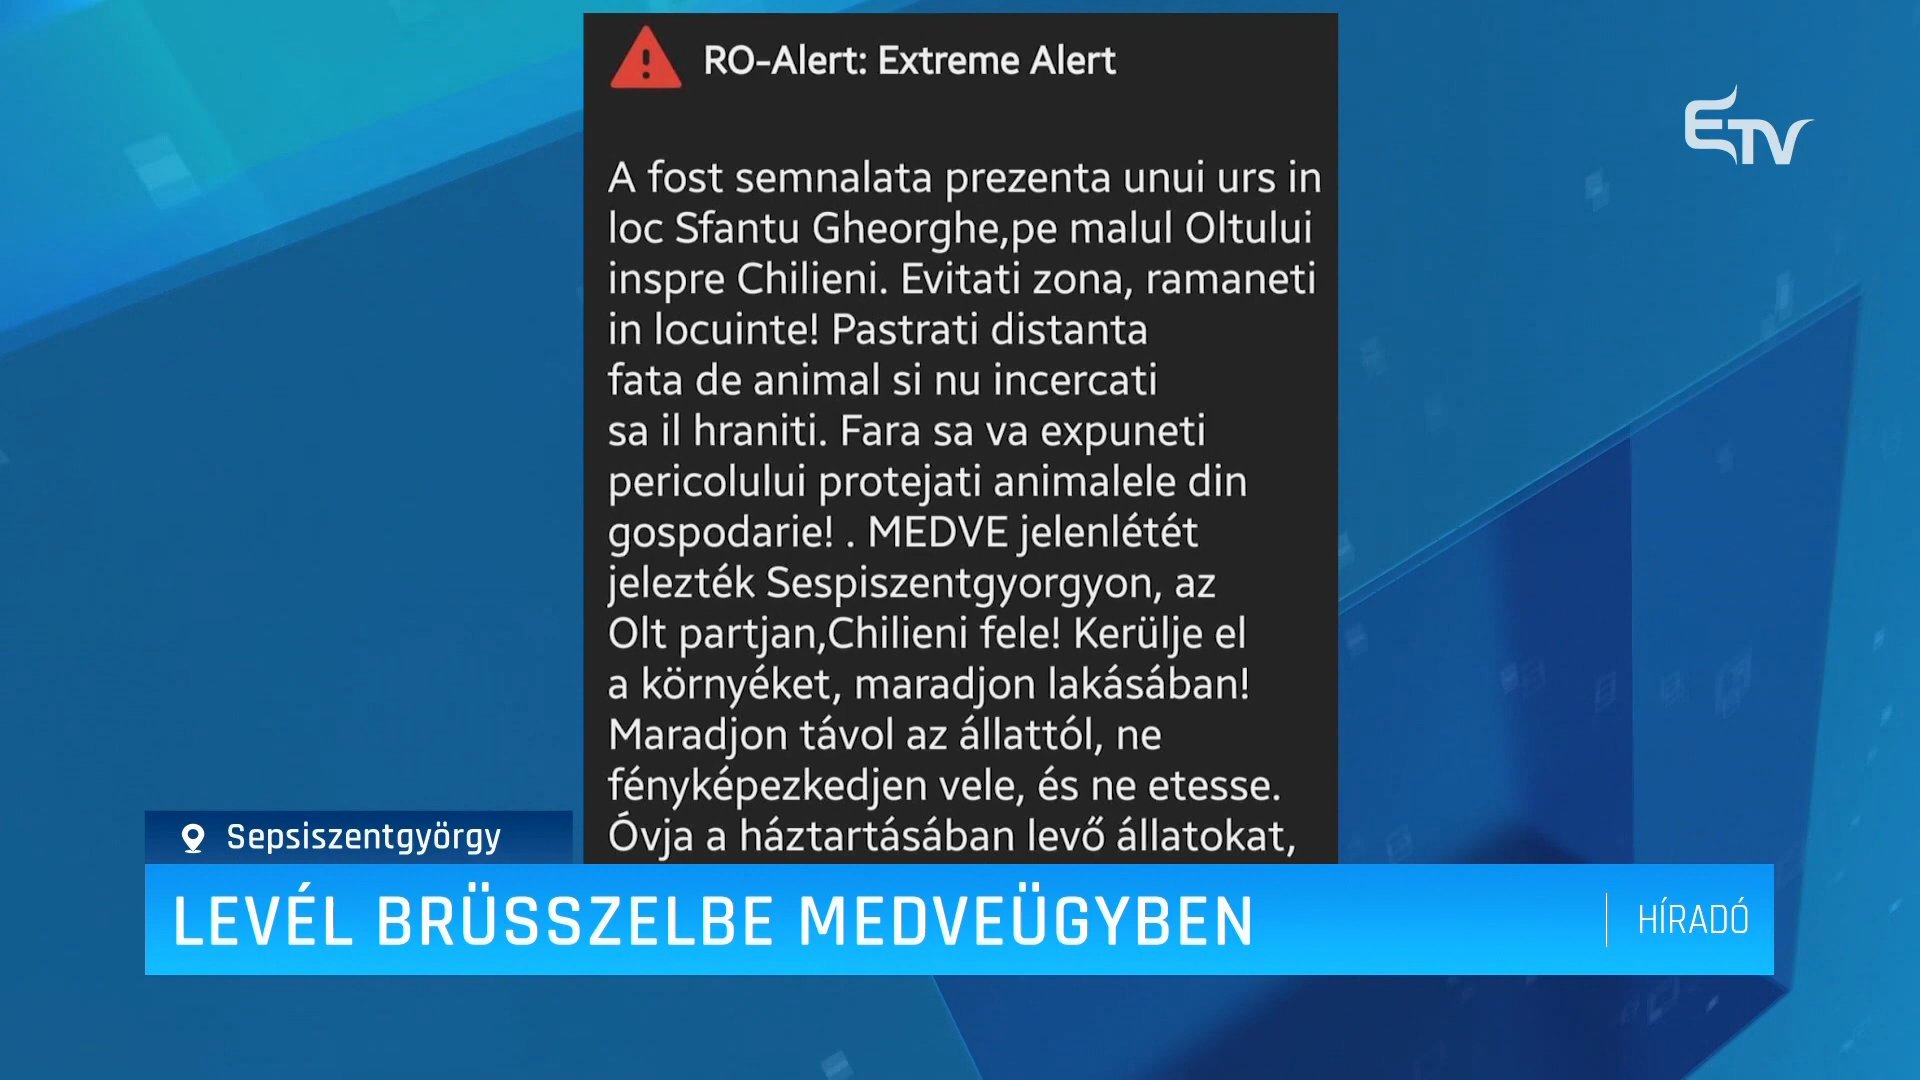 RO-Alert: Extreme Alert
ETV
A fost semnalata prezenta unui urs in
loc Sfantu Gheorghe,pe malul Oltului
inspre Chilieni. Evitati zona, ramaneti
in locuinte! Pastrati distanta
fata de animal si nu incercati
sa il hraniti. Fara sa va expuneti
pericolului protejati animalele din
gospodarie! . MEDVE jelenlétét
jelezték Sespiszentgyorgyon, az
Olt partjan,Chilieni fele! Kerülje el
a környéket, maradjon lakásában!
Maradjon távol az állattól, ne
fényképezkedjen vele, és ne etesse.
Óvja a háztartásában levő állatokat,
Sepsiszentgyörgy
LEVÉL BRÜSSZELBE MEDVEÜGYBEN
HÍRADÓ